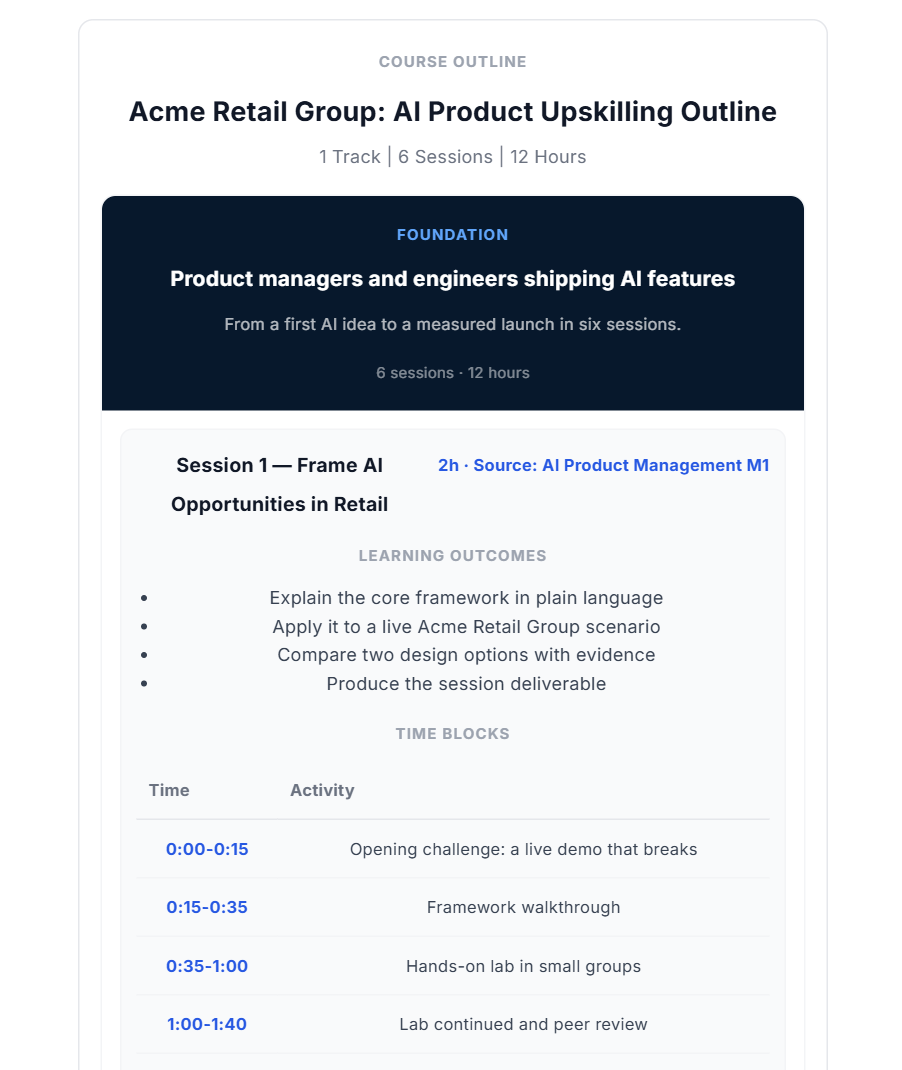 COURSE OUTLINE
Acme Retail Group: AI Product Upskilling Outline
1 Track | 6 Sessions | 12 Hours
FOUNDATION
Product managers and engineers shipping AI features
From a first AI idea to a measured launch in six sessions.
6 sessions · 12 hours
Session 1 — Frame AI
Opportunities in Retail
2h · Source: AI Product Management M1
LEARNING OUTCOMES
• Explain the core framework in plain language
• Apply it to a live Acme Retail Group scenario
• Compare two design options with evidence
• Produce the session deliverable
TIME BLOCKS
Time Activity
0:00-0:15 Opening challenge: a live demo that breaks
0:15-0:35 Framework walkthrough
0:35-1:00 Hands-on lab in small groups
1:00-1:40 Lab continued and peer review